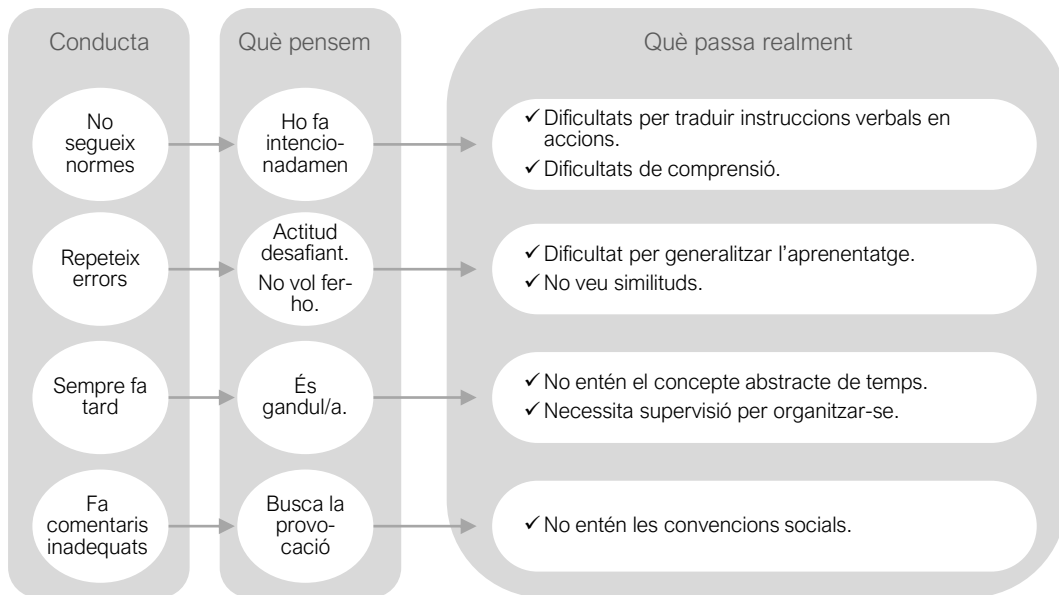 Conducta
Què pensem
Què passa realment
No
segueix
normes
Ho fa
intencio-
nadamen
✓ Dificultats per traduir instruccions verbals en
accions.
✓ Dificultats de comprensió.
Repeteix
errors
Actitud
desafiant.
No vol fer-
ho.
✓ Dificultat per generalitzar l’aprenentatge.
✓ No veu similituds.
Sempre fa
tard
És
gandul/a.
✓ No entén el concepte abstracte de temps.
✓ Necessita supervisió per organitzar-se.
Fa
comentaris
inadequats
Busca la
provo-
cació
✓ No entén les convencions socials.